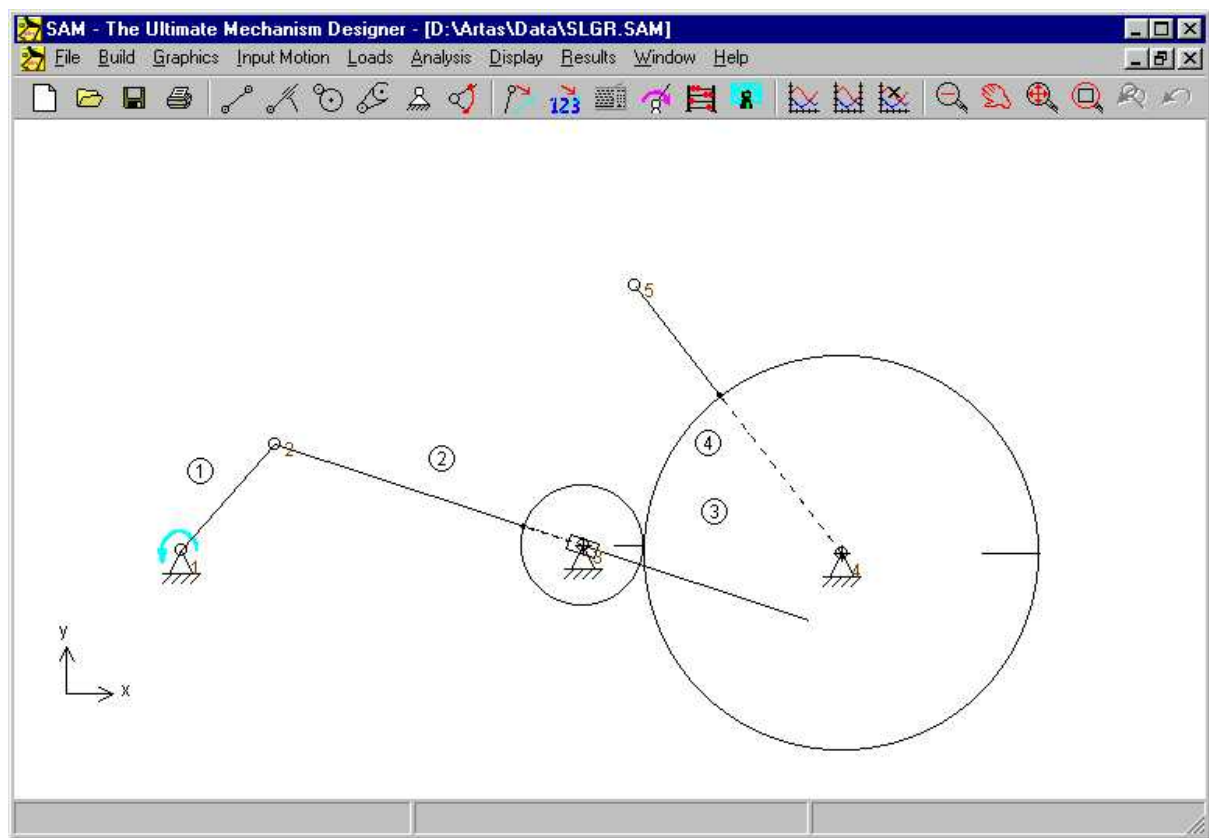 SAM - The Ultimate Mechanism Designer - [D:\Artas\Data\SLGR.SAM]
File Build Graphics Input Motion Loads Analysis Display Results Window Help
123
5
2
4
1
2
3
3
1
4
y
x